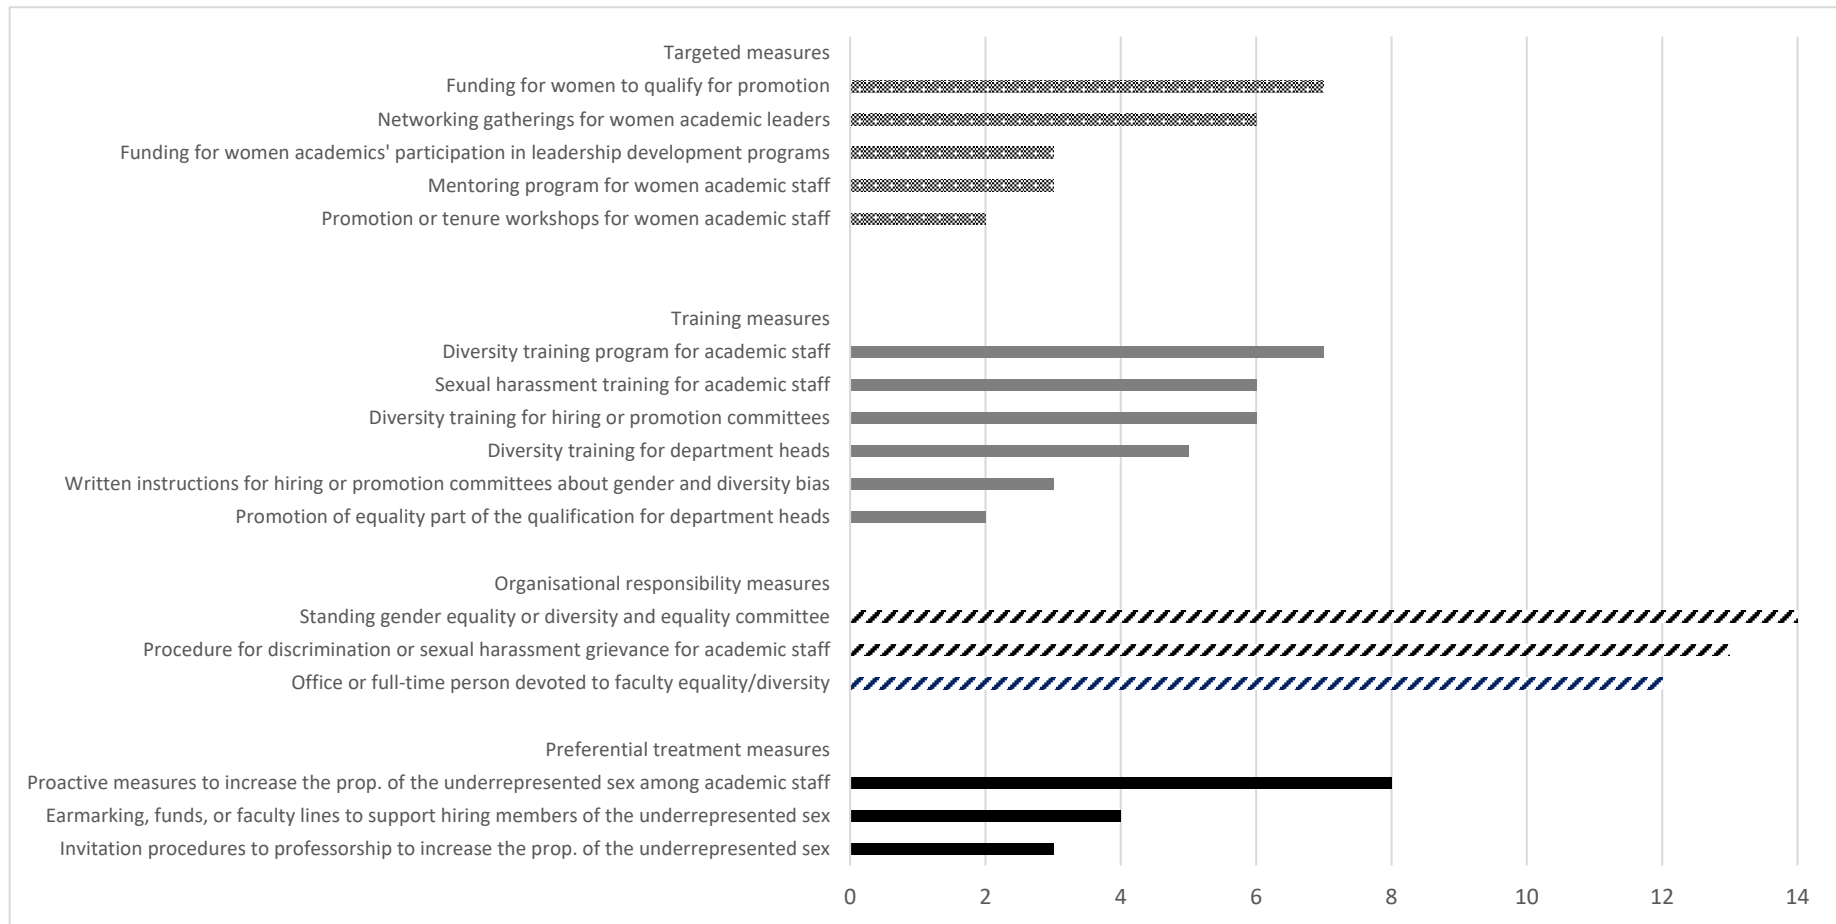 Targeted measures
Funding for women to qualify for promotion
Networking gatherings for women academic leaders
Funding for women academics' participation in leadership development programs
Mentoring program for women academic staff
Promotion or tenure workshops for women academic staff
Training measures
Diversity training program for academic staff
Sexual harassment training for academic staff
Diversity training for hiring or promotion committees
Diversity training for department heads
Written instructions for hiring or promotion committees about gender and diversity bias
Promotion of equality part of the qualification for department heads
Organisational responsibility measures
Standing gender equality or diversity and equality committee
Procedure for discrimination or sexual harassment grievance for academic staff
Office or full-time person devoted to faculty equality/diversity
Preferential treatment measures
Proactive measures to increase the prop. of the underrepresented sex among academic staff
Earmarking, funds, or faculty lines to support hiring members of the underrepresented sex
Invitation procedures to professorship to increase the prop. of the underrepresented sex
0 2 4 6 8 10 12 14